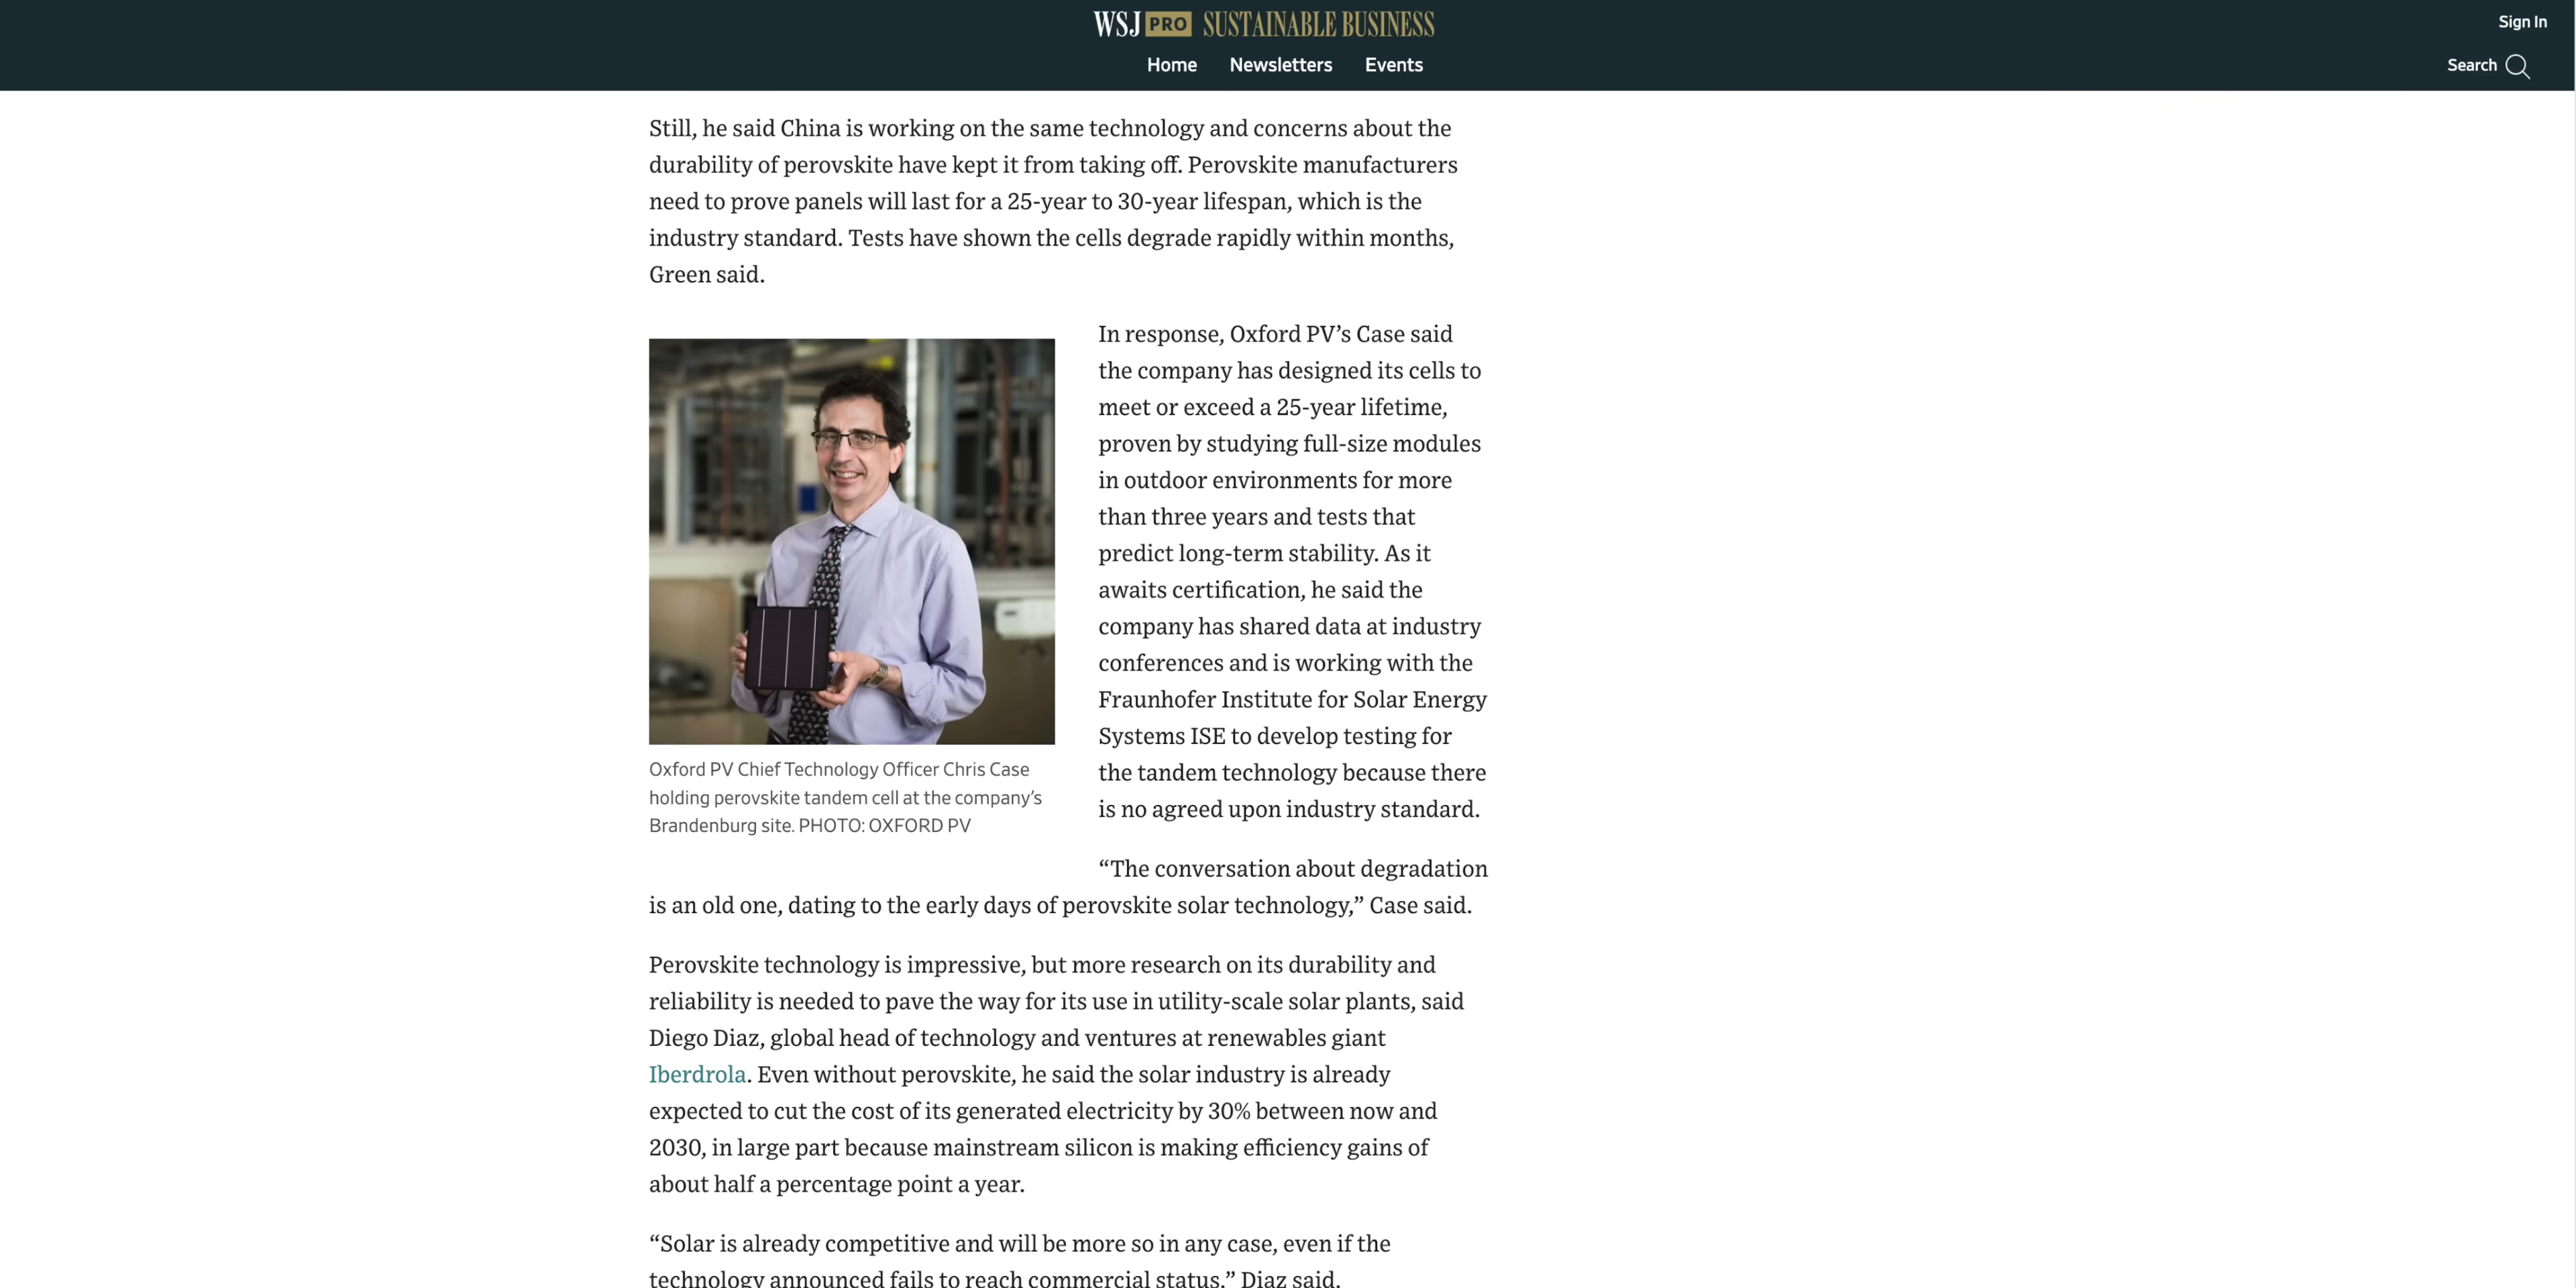 WSJ PRO SUSTAINABLE BUSINESS
Sign In
Home Newsletters Events
Search
Still, he said China is working on the same technology and concerns about the
durability of perovskite have kept it from taking off. Perovskite manufacturers
need to prove panels will last for a 25-year to 30-year lifespan, which is the
industry standard. Tests have shown the cells degrade rapidly within months,
Green said.
Oxford PV Chief Technology Officer Chris Case
holding perovskite tandem cell at the company’s
Brandenburg site. PHOTO: OXFORD PV
In response, Oxford PV’s Case said
the company has designed its cells to
meet or exceed a 25-year lifetime,
proven by studying full-size modules
in outdoor environments for more
than three years and tests that
predict long-term stability. As it
awaits certification, he said the
company has shared data at industry
conferences and is working with the
Fraunhofer Institute for Solar Energy
Systems ISE to develop testing for
the tandem technology because there
is no agreed upon industry standard.
“The conversation about degradation
is an old one, dating to the early days of perovskite solar technology,” Case said.
Perovskite technology is impressive, but more research on its durability and
reliability is needed to pave the way for its use in utility-scale solar plants, said
Diego Diaz, global head of technology and ventures at renewables giant
Iberdrola. Even without perovskite, he said the solar industry is already
expected to cut the cost of its generated electricity by 30% between now and
2030, in large part because mainstream silicon is making efficiency gains of
about half a percentage point a year.
“Solar is already competitive and will be more so in any case, even if the
technology announced fails to reach commercial status,” Diaz said.